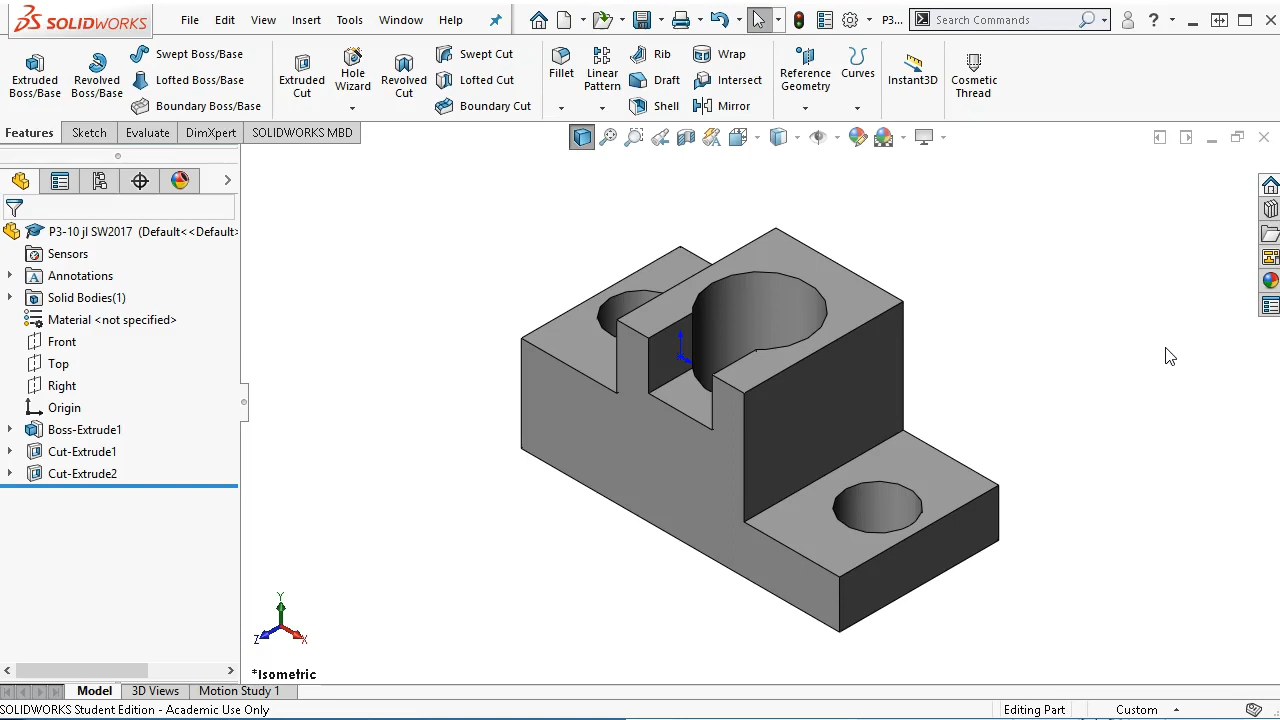 SOLIDWORKS
File Edit View Insert Tools Window Help
P3...
Search Commands
?
Extruded Boss/Base
Revolved Boss/Base
Swept Boss/Base
Lofted Boss/Base
Boundary Boss/Base
Extruded Cut
Hole Wizard
Revolved Cut
Swept Cut
Lofted Cut
Boundary Cut
Fillet
Linear Pattern
Rib
Draft
Shell
Wrap
Intersect
Mirror
Reference Geometry
Curves
Instant3D
Cosmetic Thread
Features Sketch Evaluate DimXpert SOLIDWORKS MBD
P3-10 jl SW2017 (Default<<Default>
Sensors
Annotations
Solid Bodies(1)
Material <not specified>
Front
Top
Right
Origin
Boss-Extrude1
Cut-Extrude1
Cut-Extrude2
Y
Z
X
*Isometric
Model 3D Views Motion Study 1
SOLIDWORKS Student Edition - Academic Use Only
Editing Part
Custom